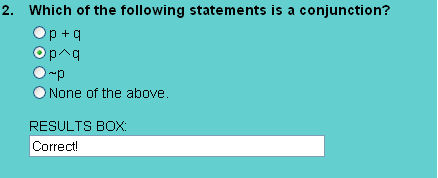 2. Which of the following statements is a conjunction?
p + q
p^q
~p
None of the above.
RESULTS BOX:
Correct!